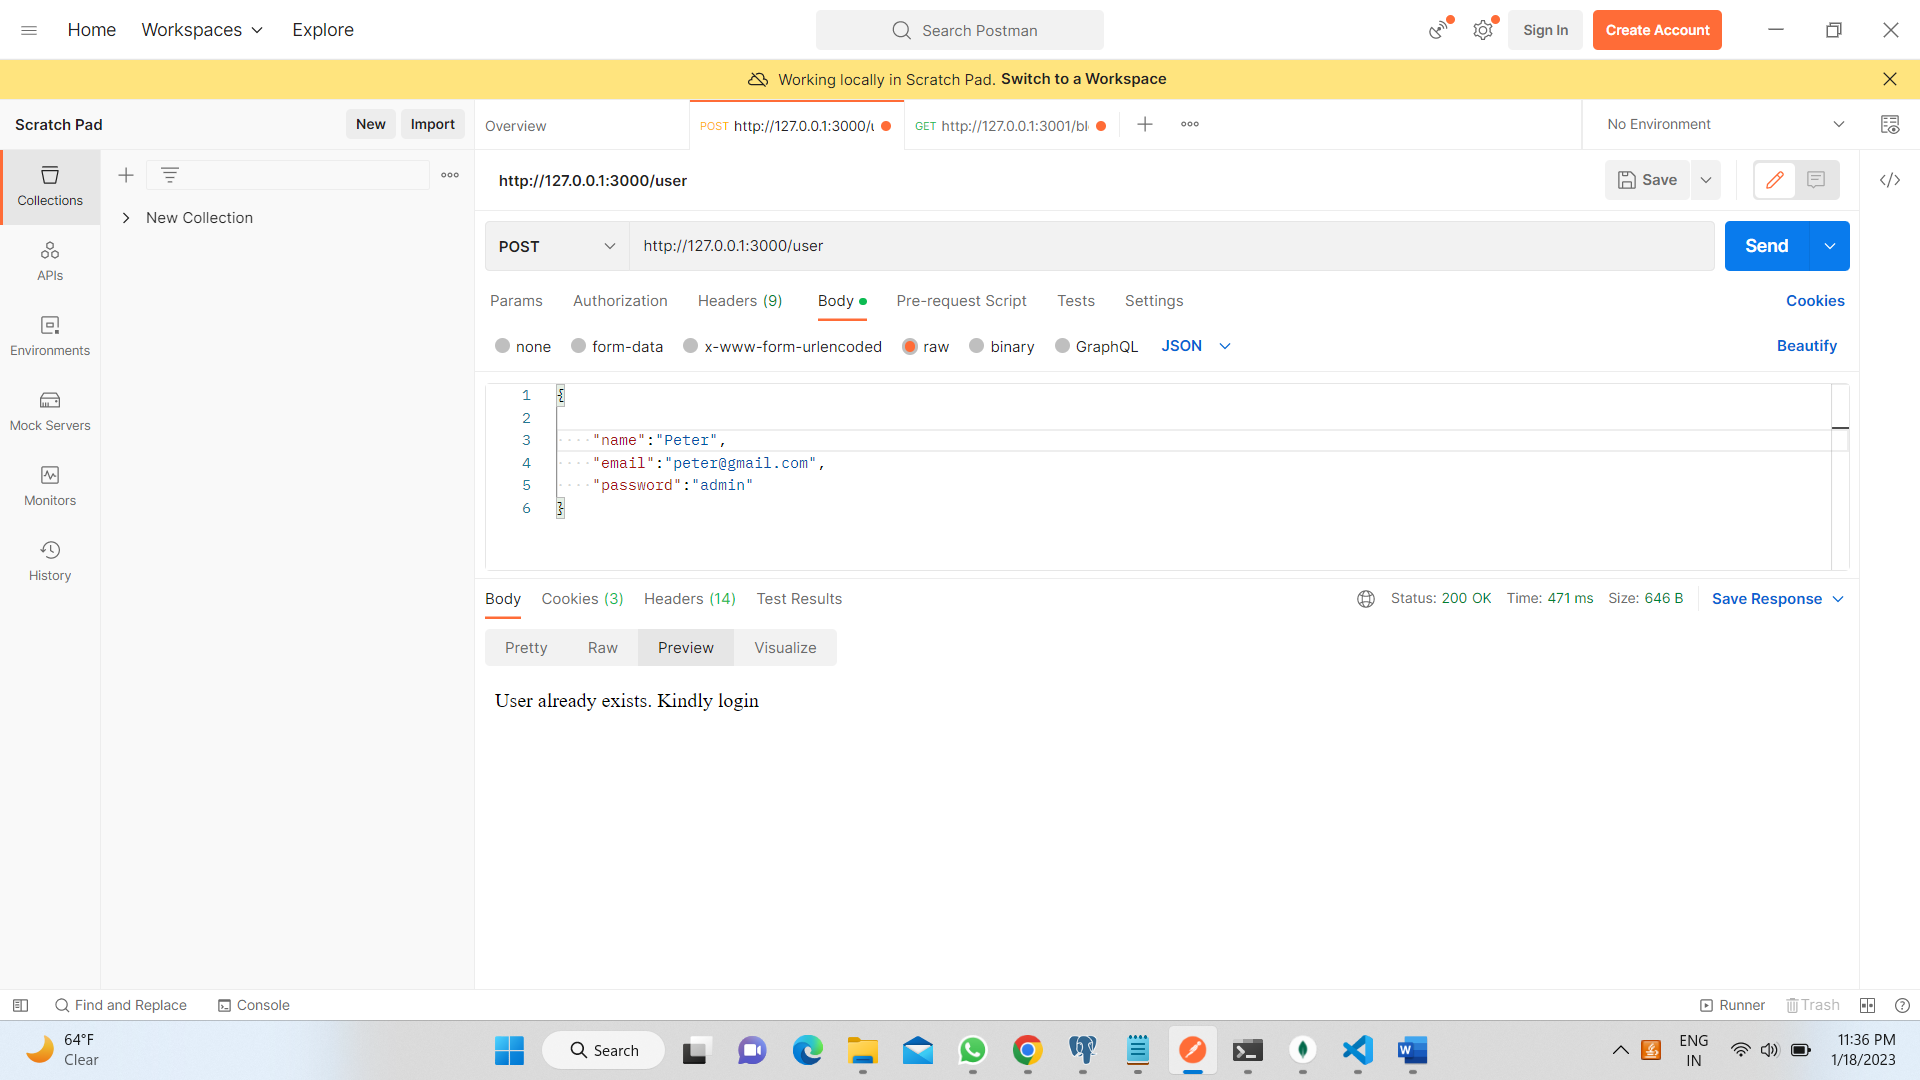 Home Workspaces Explore Search Postman Sign In Create Account
Working locally in Scratch Pad. Switch to a Workspace
Scratch Pad New Import Overview POST http://127.0.0.1:3000/u GET http://127.0.0.1:3001/bl No Environment
Collections
New Collection
APIs
Environments
Mock Servers
Monitors
History
http://127.0.0.1:3000/user Save
POST http://127.0.0.1:3000/user Send
Params Authorization Headers (9) Body Pre-request Script Tests Settings Cookies
none form-data x-www-form-urlencoded raw binary GraphQL JSON Beautify
1 {
2
3 "name":"Peter",
4 "email":"peter@gmail.com",
5 "password":"admin"
6 }
Body Cookies (3) Headers (14) Test Results Status: 200 OK Time: 471 ms Size: 646 B Save Response
Pretty Raw Preview Visualize
User already exists. Kindly login
Find and Replace Console Runner Trash
64°F
Clear
Search
ENG
IN
11:36 PM
1/18/2023